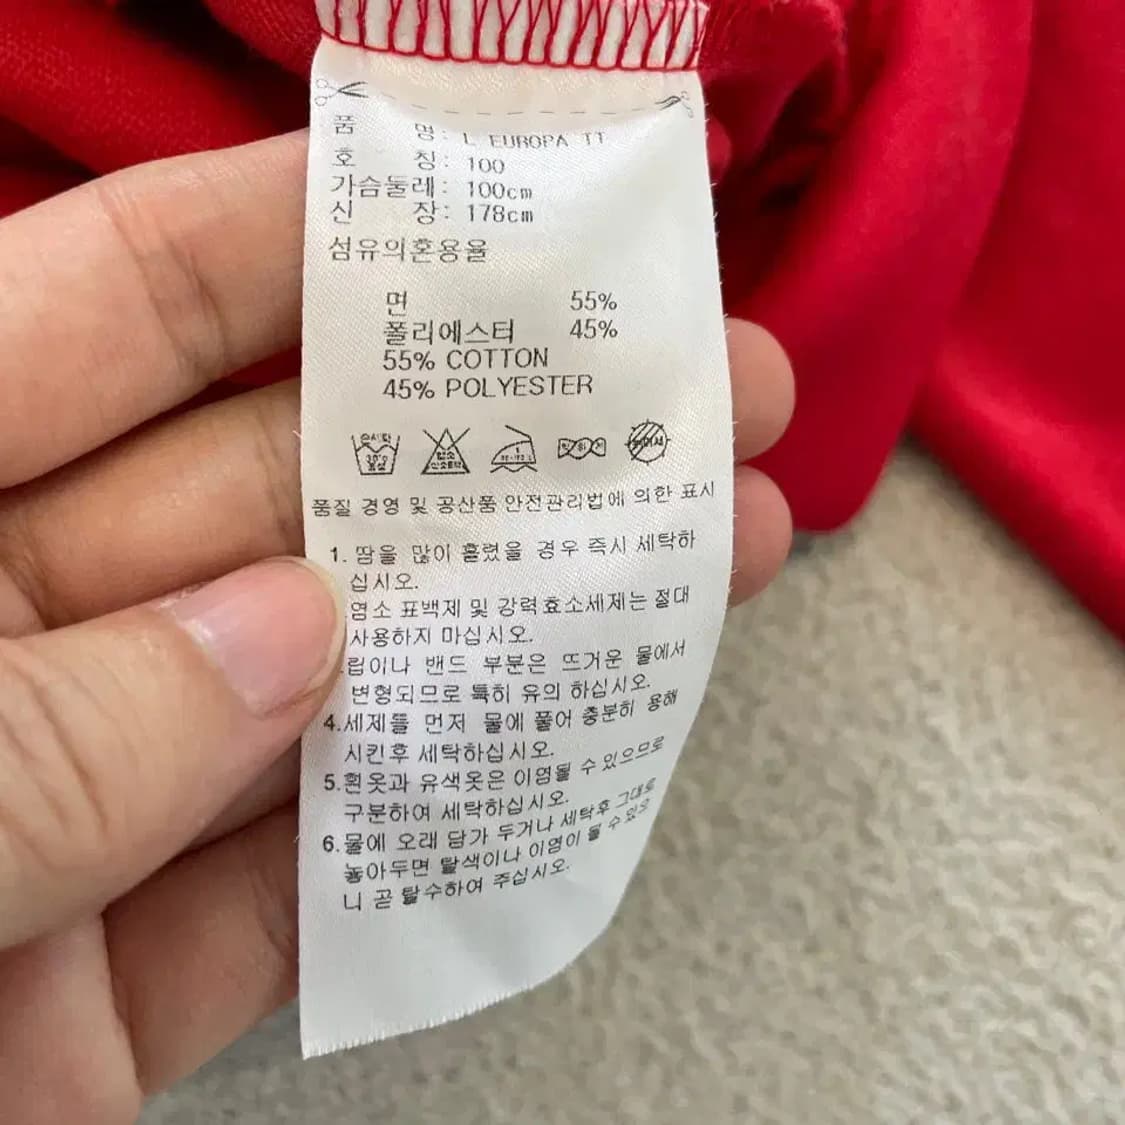 품 명: L EUROPA TT
호 칭: 100
가슴둘레: 100cm
신 장: 178cm
섬유의혼용율
면 55%
폴리에스터 45%
55% COTTON
45% POLYESTER
품질 경영 및 공산품 안전관리법에 의한 표시
1. 땀을 많이 흘렸을 경우 즉시 세탁하
십시오.
염소 표백제 및 강력효소세제는 절대
사용하지 마십시오.
립이나 밴드 부분은 뜨거운 물에서
변형되므로 특히 유의 하십시오.
4.세제를 먼저 물에 풀어 충분히 용해
시킨후 세탁하십시오.
5.흰옷과 유색옷은 이염될 수 있으므로
구분하여 세탁하십시오.
6.물에 오래 담가 두거나 세탁후 그대로
놓아두면 탈색이나 이염이 될 수 있으
니 곧 탈수하여 주십시오.